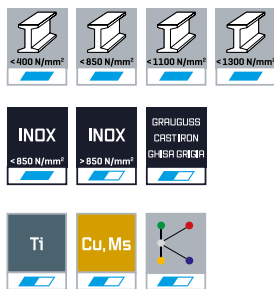 <400 N/mm² <850 N/mm² <1100 N/mm² <1300 N/mm²
INOX INOX GRAUGUSS
CAST IRON
GHISA GRIGIA
<850 N/mm² >850 N/mm²
Ti Cu, Ms